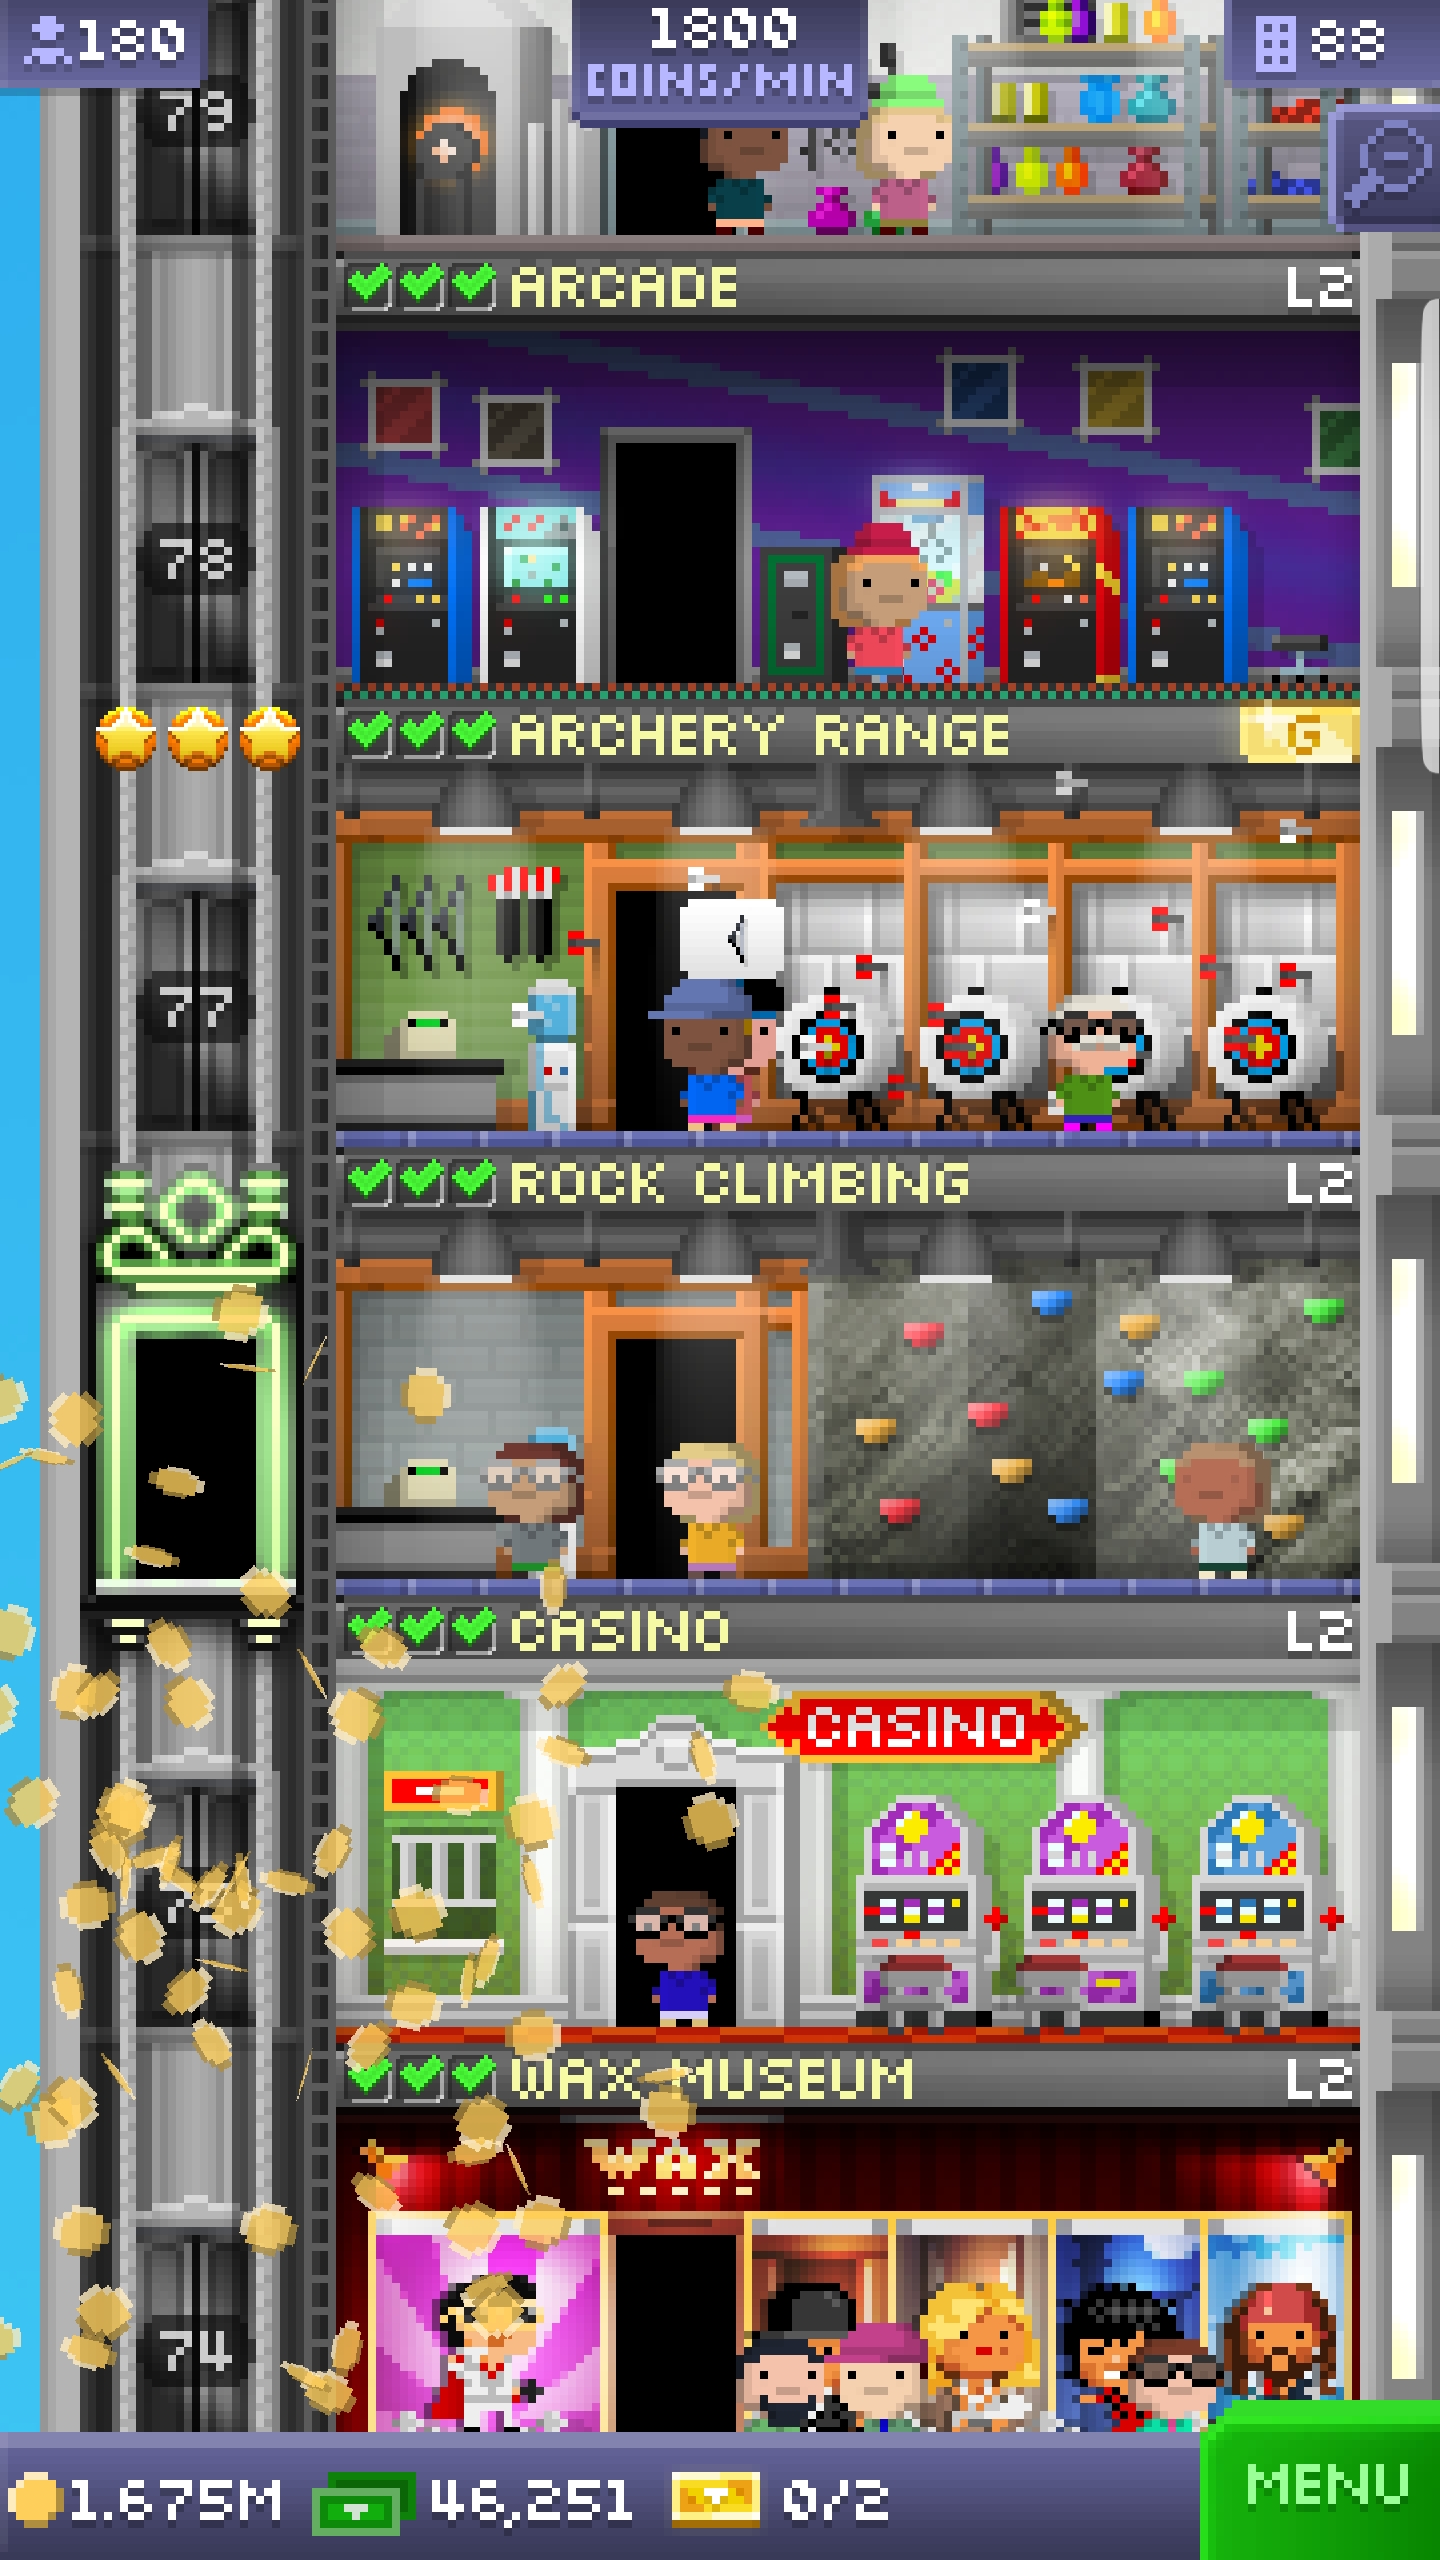 180
1800
COINS/MIN
88
79
ARCADE
L2
78
ARCHERY RANGE
G
77
ROCK CLIMBING
L2
CASINO
L2
CASINO
WAX MUSEUM
L2
WAX
74
1.675M
46,251
0/2
MENU